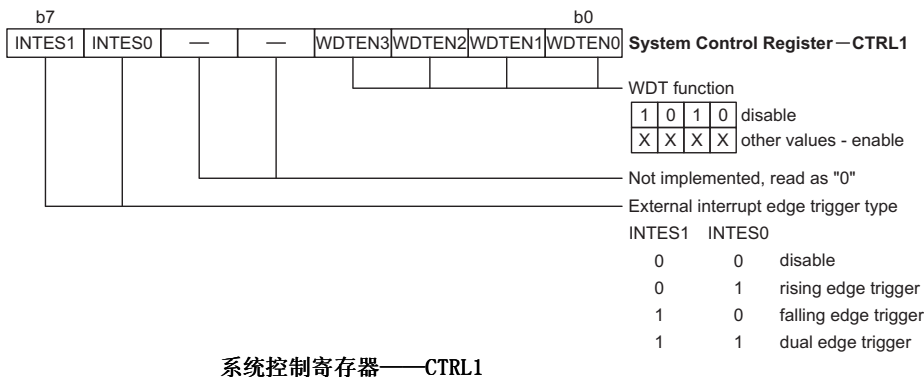 b7 b0
INTES1 INTES0 — — WDTEN3 WDTEN2 WDTEN1 WDTEN0 System Control Register—CTRL1
WDT function
1 0 1 0 disable
X X X X other values - enable
Not implemented, read as "0"
External interrupt edge trigger type
INTES1 INTES0
0 0 disable
0 1 rising edge trigger
1 0 falling edge trigger
1 1 dual edge trigger
系统控制寄存器——CTRL1